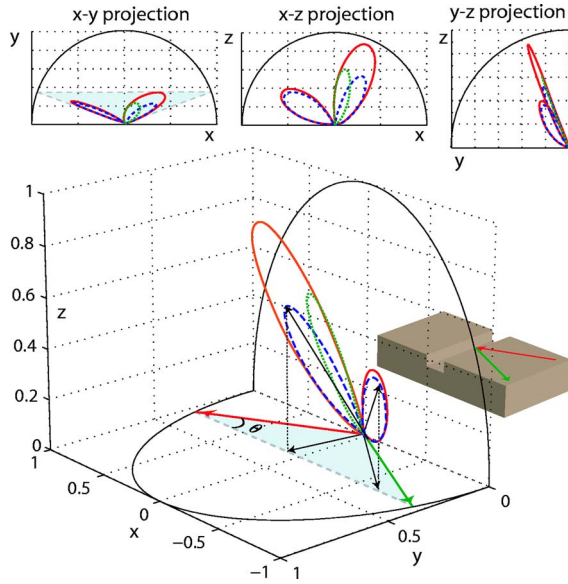 x-y projection
x-z projection
y-z projection
y
x
z
x
z
y
1
0.8
0.6
0.4
0.2
0
z
θ
1
0.5
0
−0.5
−1
x
1
0.5
0
y